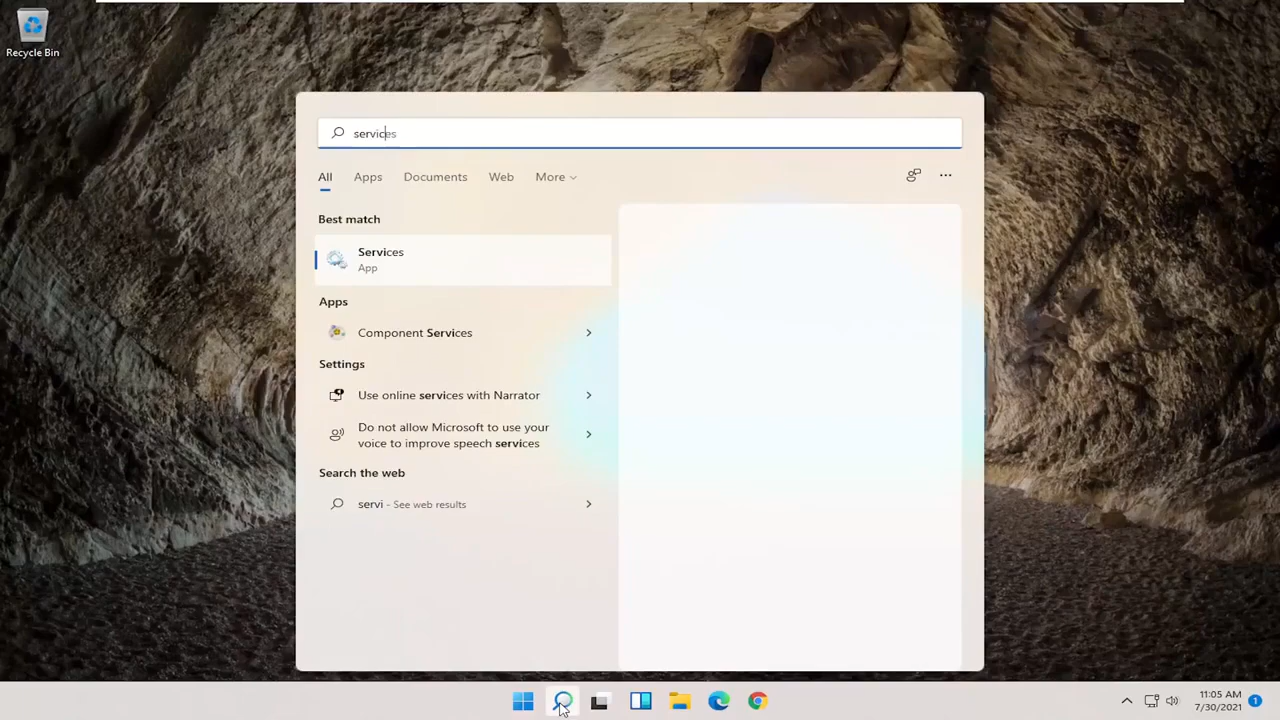 Recycle Bin
services
All
Apps
Documents
Web
More
Best match
Services
App
Apps
Component Services
Settings
Use online services with Narrator
Do not allow Microsoft to use your
voice to improve speech services
Search the web
servi - See web results
11:05 AM
7/30/2021
1